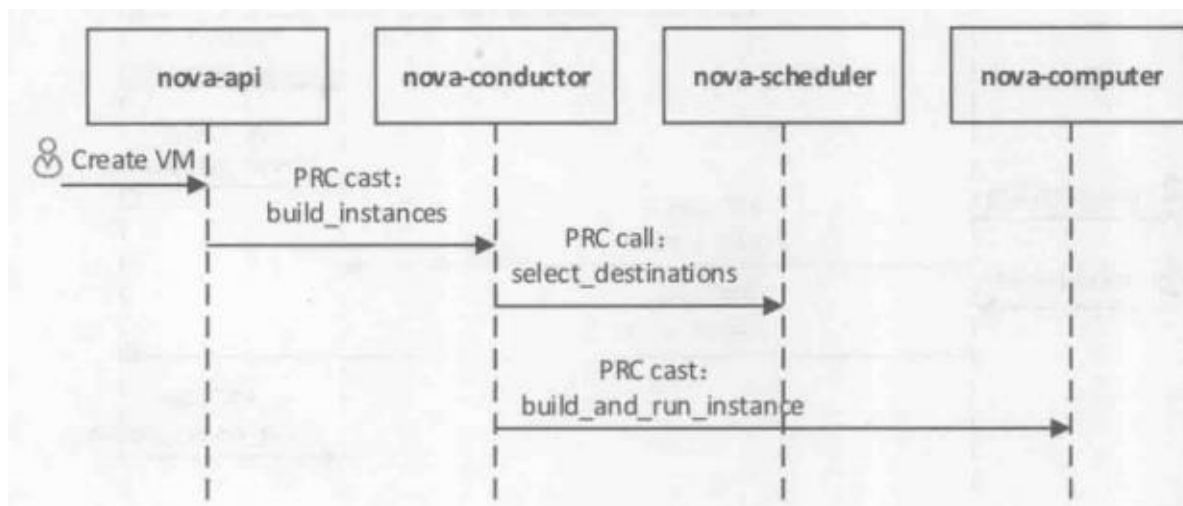 nova-api
nova-conductor
nova-scheduler
nova-computer
Create VM
PRC cast：
build_instances
PRC call：
select_destinations
PRC cast：
build_and_run_instance